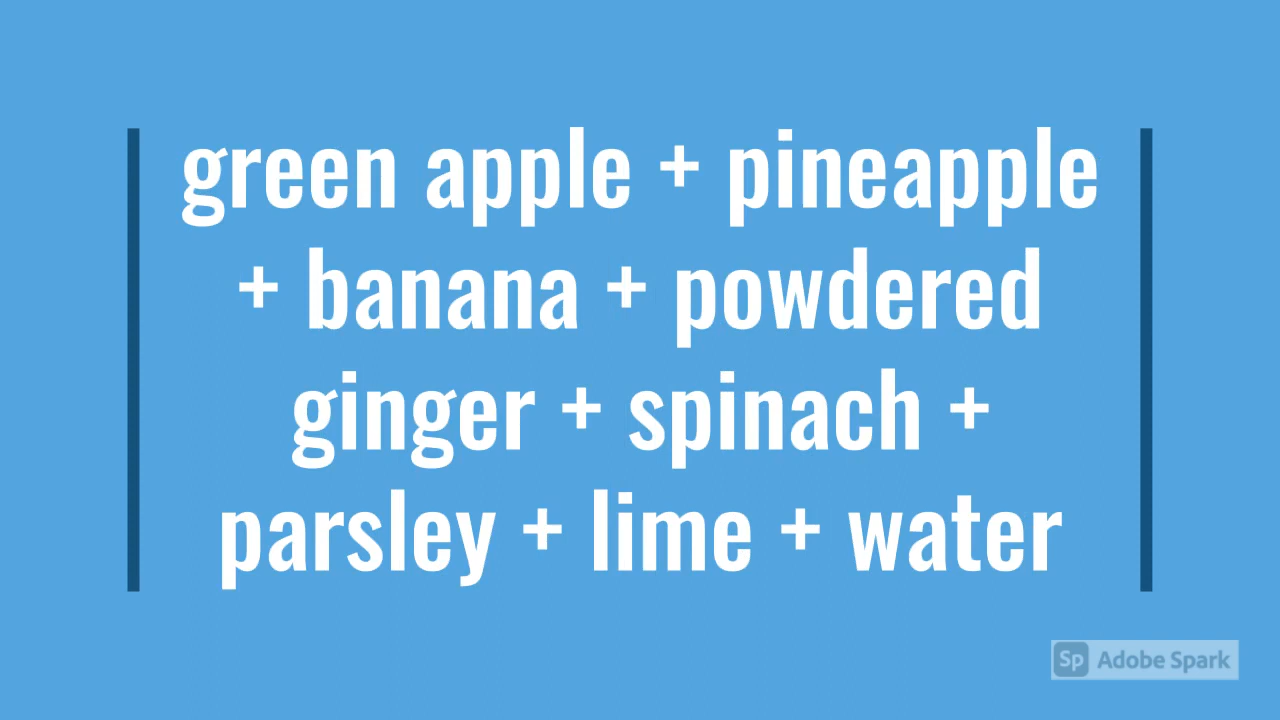 green apple + pineapple
+ banana + powdered
ginger + spinach +
parsley + lime + water
Sp Adobe Spark